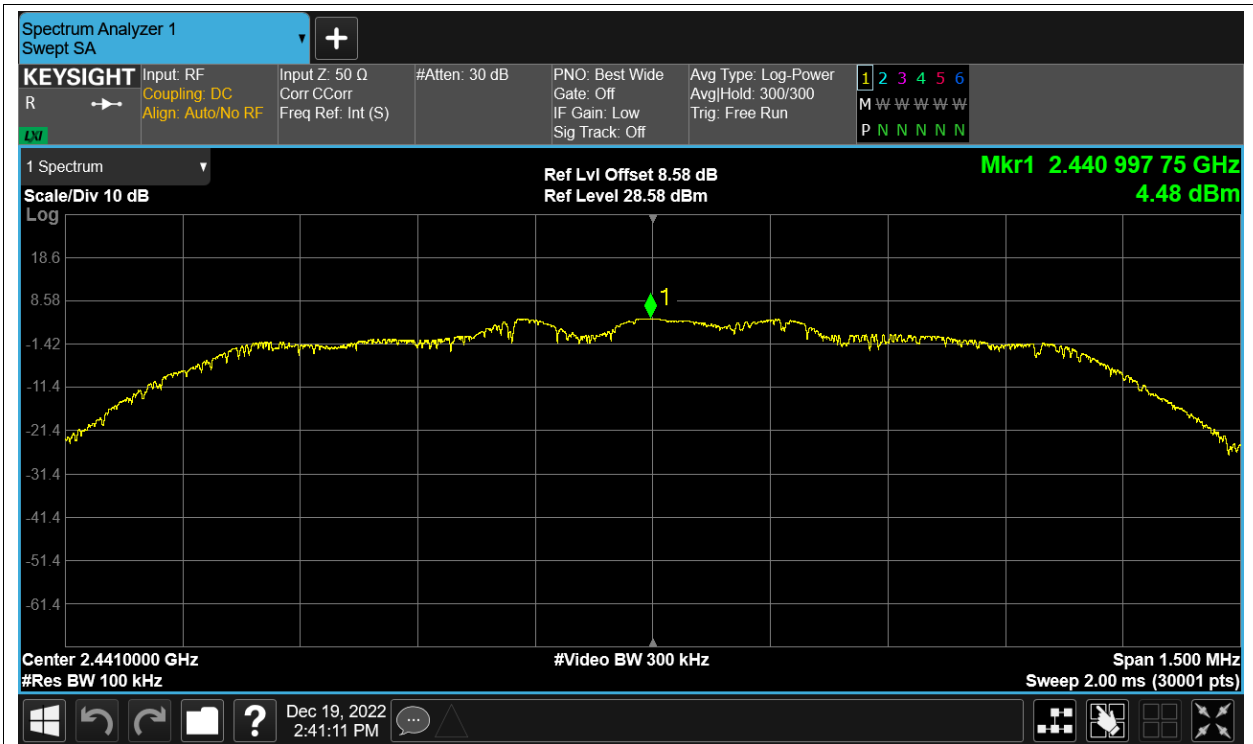 Spectrum Analyzer 1
Swept SA
KEYSIGHT
R
LXI
Input: RF
Coupling: DC
Align: Auto/No RF
Input Z: 50 Ω
Corr CCorr
Freq Ref: Int (S)
#Atten: 30 dB
PNO: Best Wide
Gate: Off
IF Gain: Low
Sig Track: Off
Avg Type: Log-Power
Avg|Hold: 300/300
Trig: Free Run
1 2 3 4 5 6
M W W W W W
P N N N N N
1 Spectrum
Scale/Div 10 dB
Log
Ref Lvl Offset 8.58 dB
Ref Level 28.58 dBm
Mkr1 2.440 997 75 GHz
4.48 dBm
18.6
8.58
1
-1.42
-11.4
-21.4
-31.4
-41.4
-51.4
-61.4
Center 2.4410000 GHz
#Video BW 300 kHz
Span 1.500 MHz
#Res BW 100 kHz
Sweep 2.00 ms (30001 pts)
?
Dec 19, 2022
2:41:11 PM